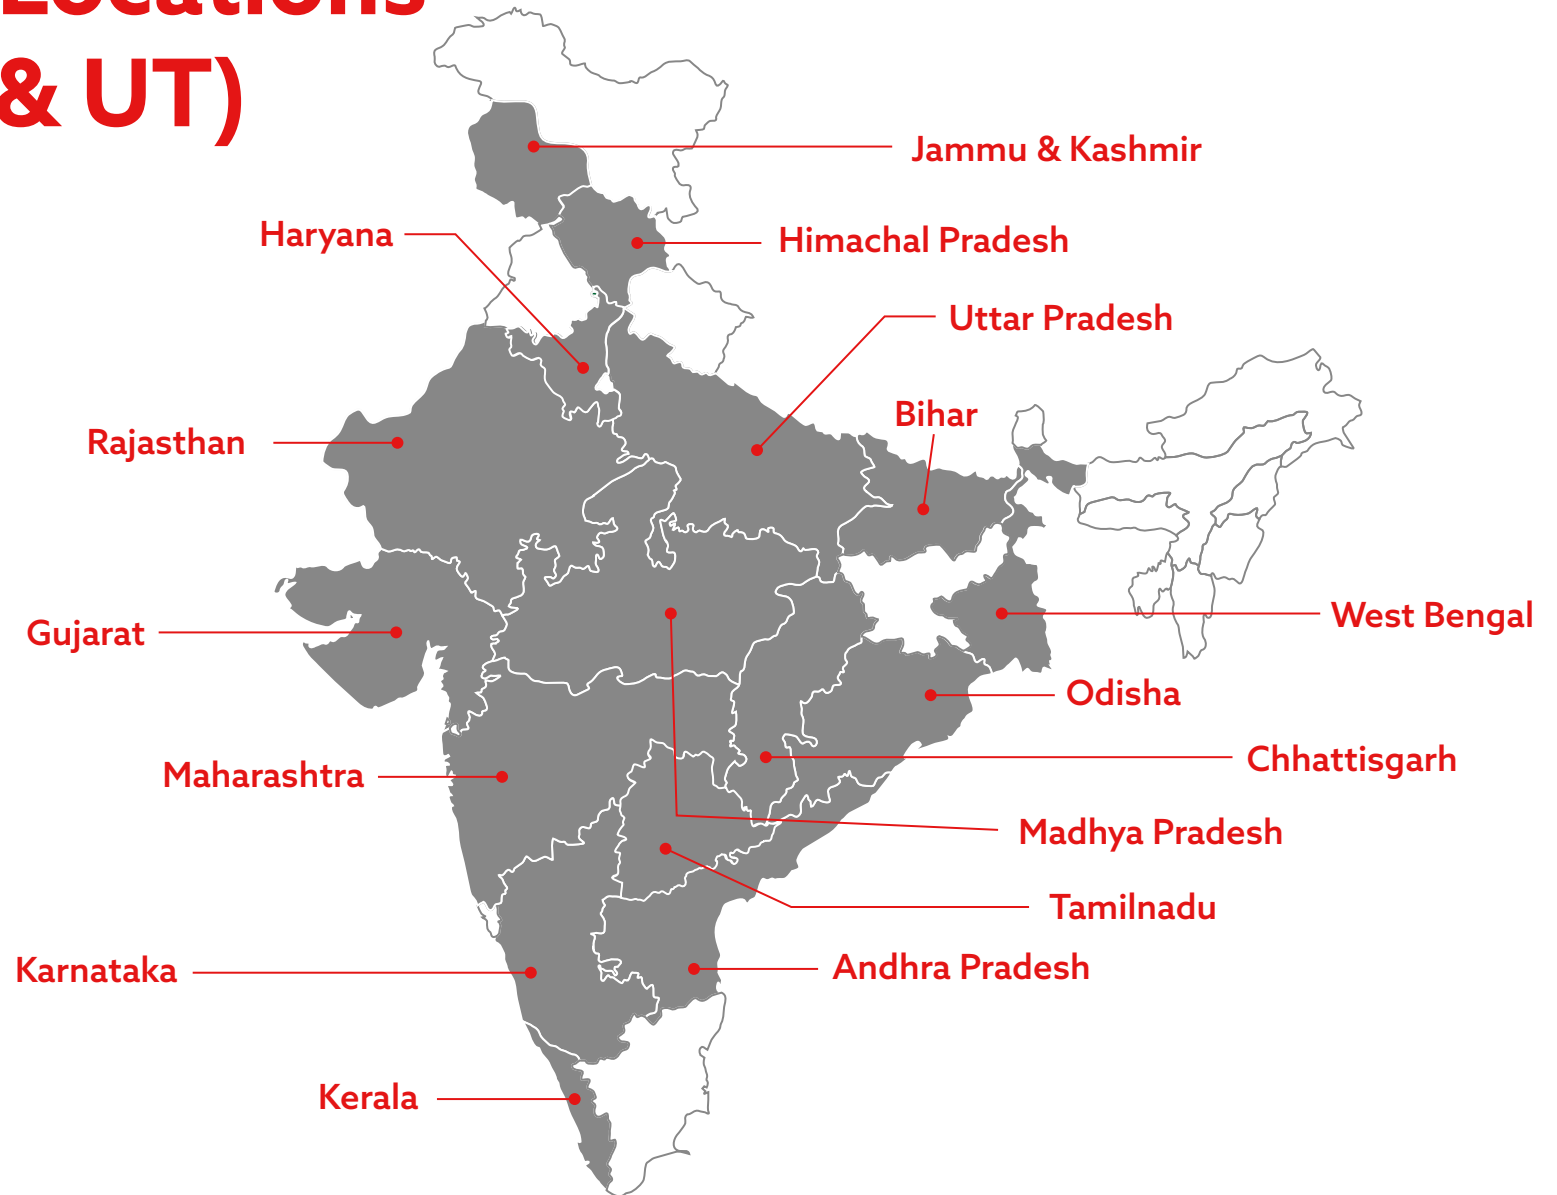 Locations
& UT)
Jammu & Kashmir
Haryana
Himachal Pradesh
Uttar Pradesh
Bihar
Rajasthan
West Bengal
Gujarat
Odisha
Chhattisgarh
Maharashtra
Madhya Pradesh
Tamilnadu
Andhra Pradesh
Karnataka
Kerala